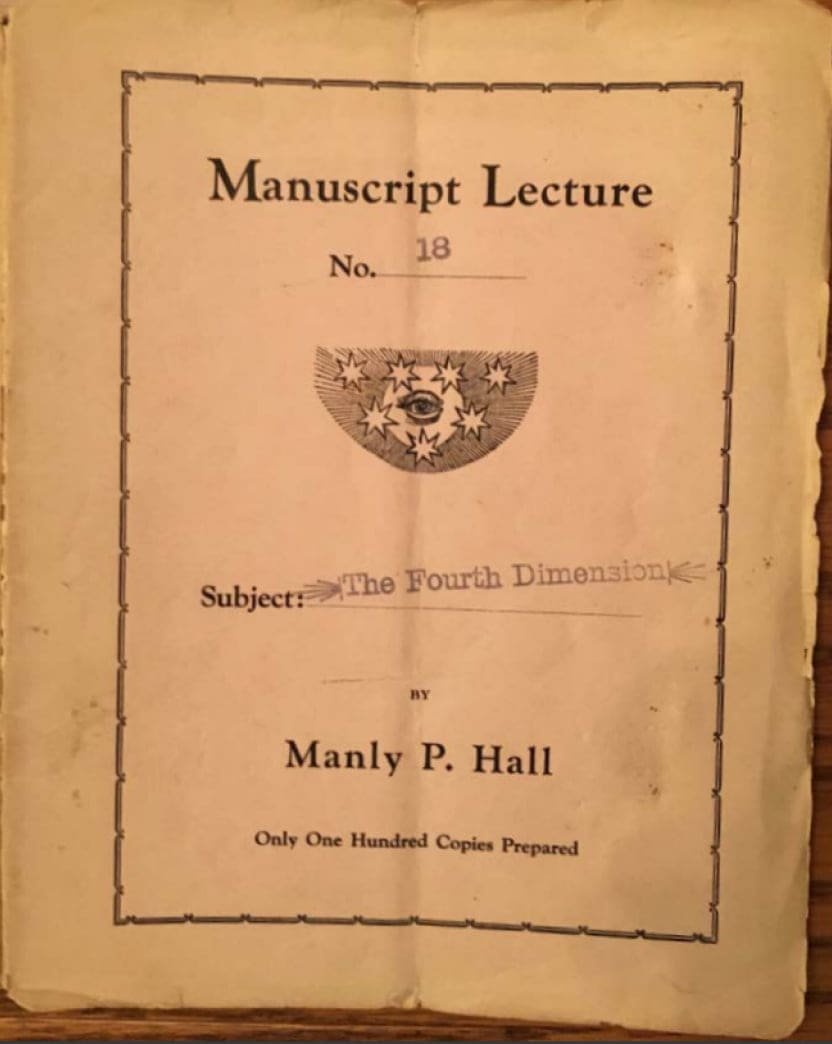 Manuscript Lecture
No. 18
Subject: The Fourth Dimension
BY
Manly P. Hall
Only One Hundred Copies Prepared